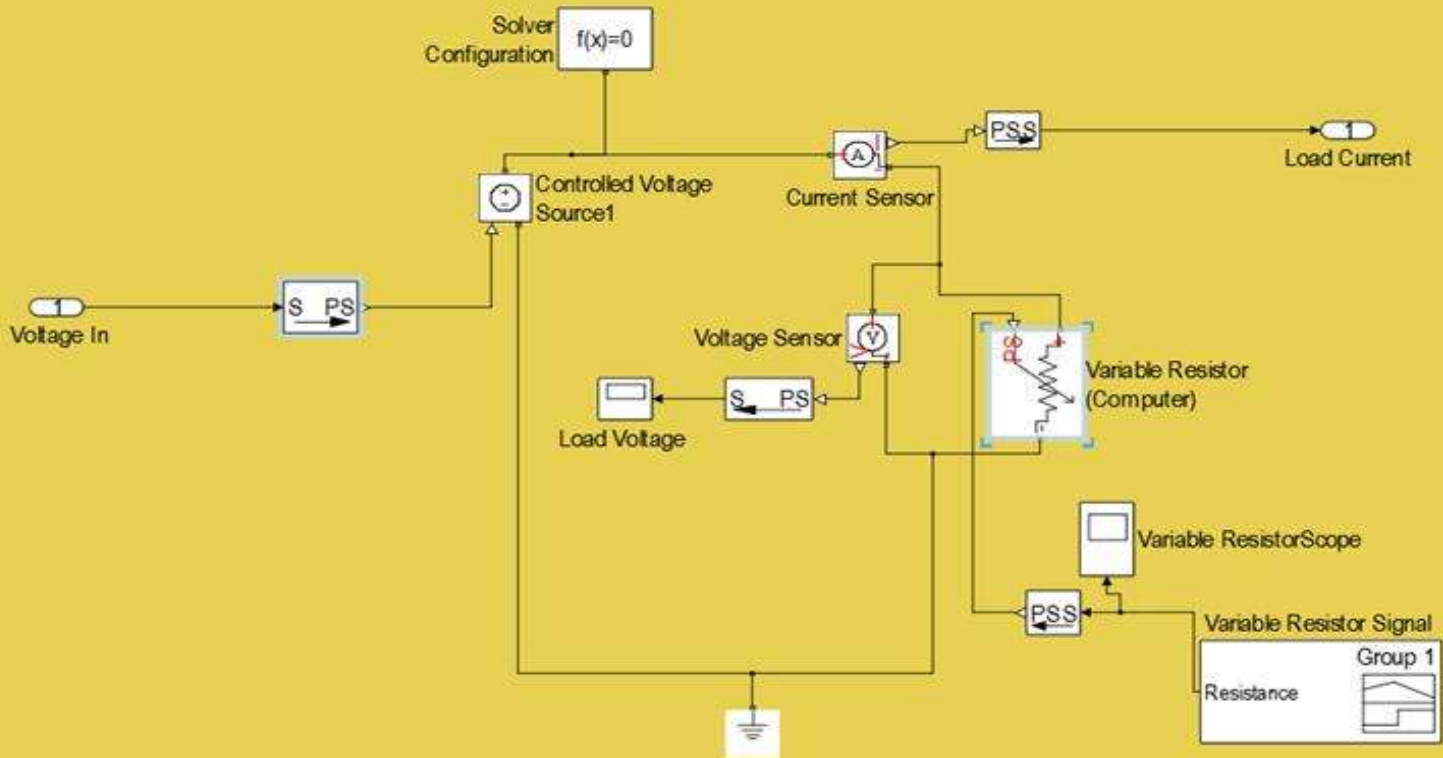 Solver
Configuration
f(x)=0
PSS
1
Load Current
A
Current Sensor
Controlled Voltage
Source1
1
Voltage In
S PS
Voltage Sensor
V
PS
Variable Resistor
(Computer)
S PS
Load Voltage
Variable ResistorScope
PSS
Variable Resistor Signal
Group 1
Resistance